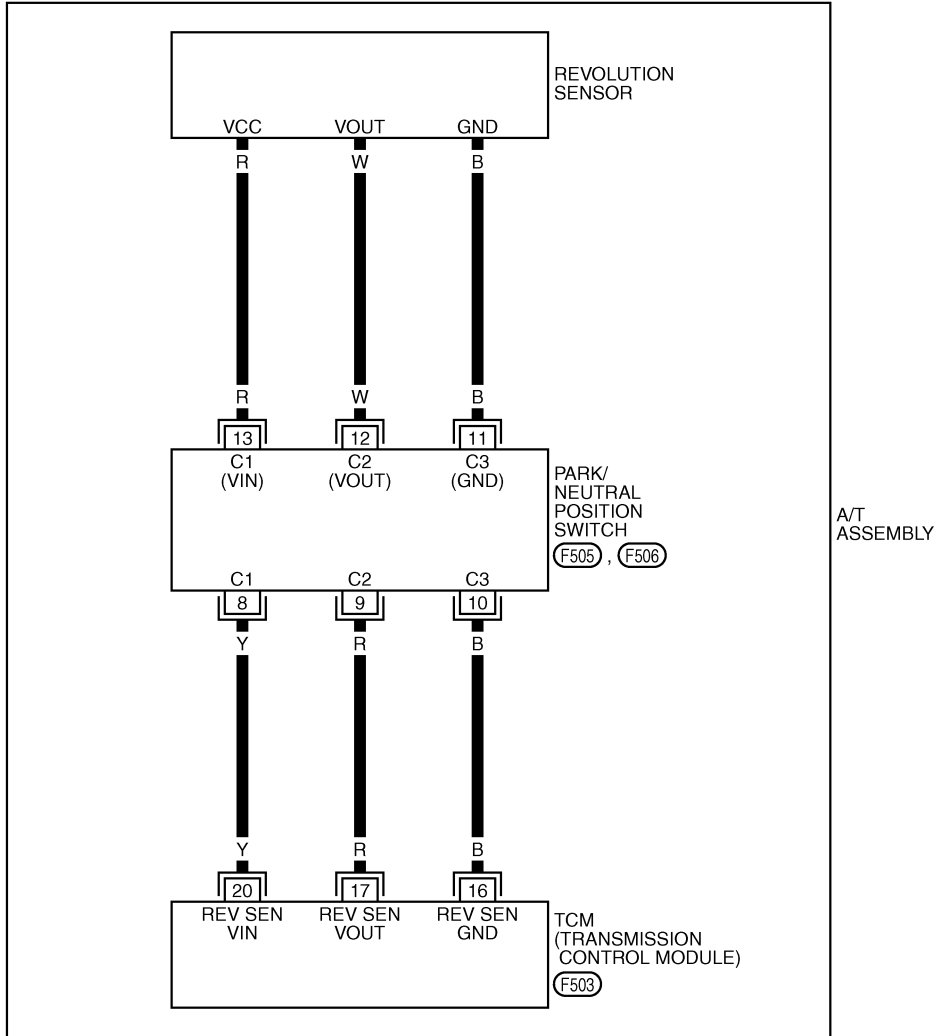 REVOLUTION
SENSOR
VCC VOUT GND
R W B
R W B
13 12 11
C1 C2 C3
(VIN) (VOUT) (GND)
PARK/
NEUTRAL
POSITION
SWITCH
F505 , F506
A/T
ASSEMBLY
C1 C2 C3
8 9 10
Y R B
Y R B
20 17 16
REV SEN REV SEN REV SEN
VIN VOUT GND
TCM
(TRANSMISSION
CONTROL MODULE)
F503